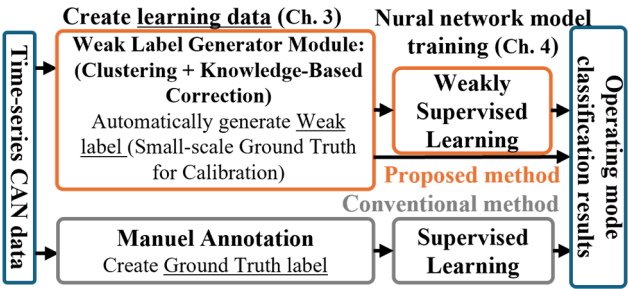 Create learning data (Ch. 3)
Nural network model
training (Ch. 4)
Time-series CAN data
Weak Label Generator Module:
(Clustering + Knowledge-Based
Correction)
Automatically generate Weak
label (Small-scale Ground Truth
for Calibration)
Weakly
Supervised
Learning
Proposed method
Conventional method
Manuel Annotation
Create Ground Truth label
Supervised
Learning
Operating mode
classification results